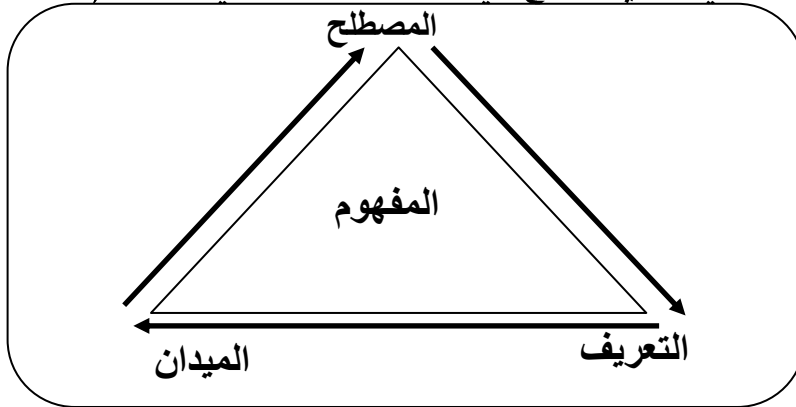 المصطلح
المفهوم
التعريف
الميدان